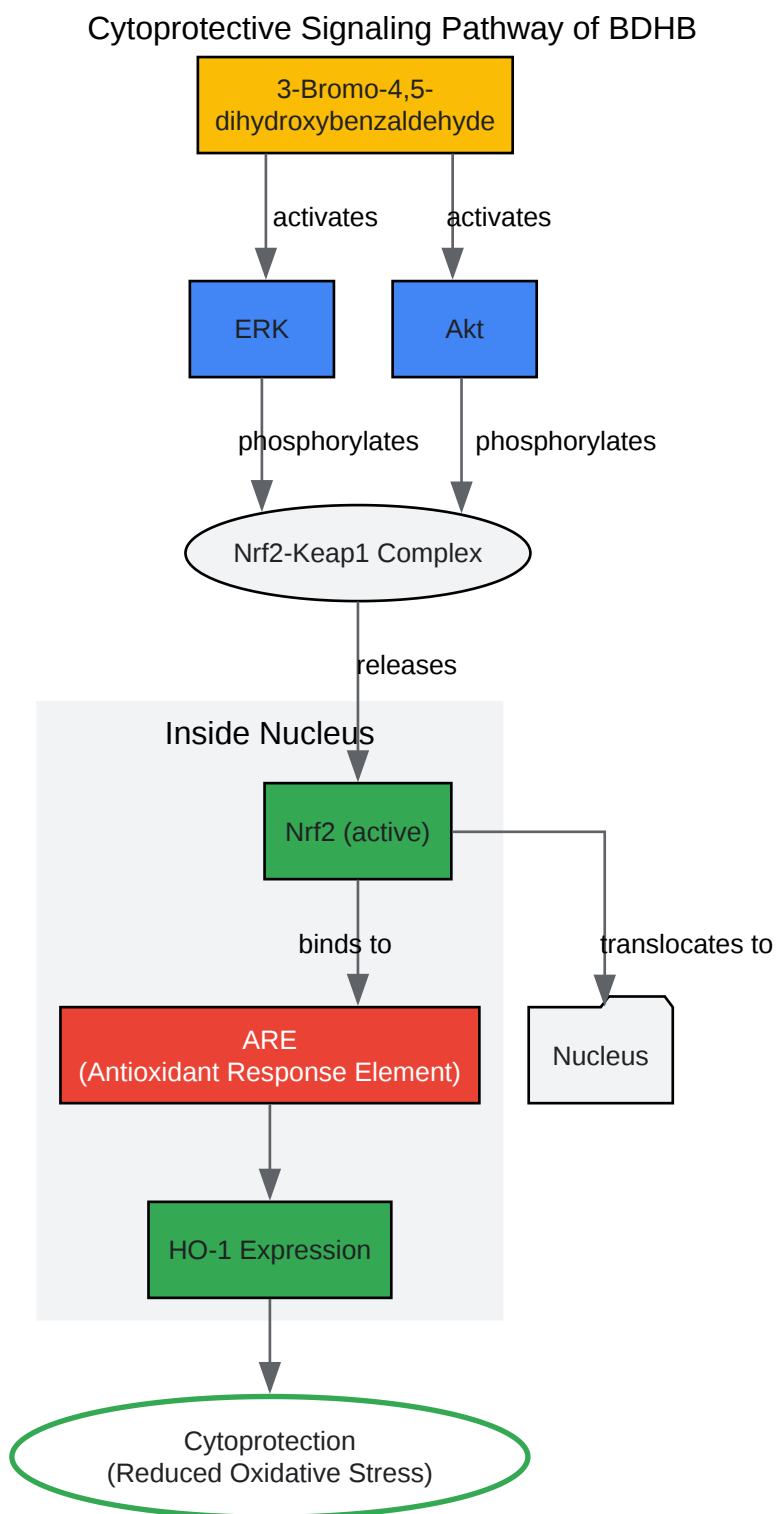 Cytoprotective Signaling Pathway of BDHB
3-Bromo-4,5-
dihydroxybenzaldehyde
activates
activates
ERK
Akt
phosphorylates
phosphorylates
Nrf2-Keap1 Complex
releases
Inside Nucleus
Nrf2 (active)
binds to
translocates to
ARE
(Antioxidant Response Element)
Nucleus
HO-1 Expression
Cytoprotection
(Reduced Oxidative Stress)